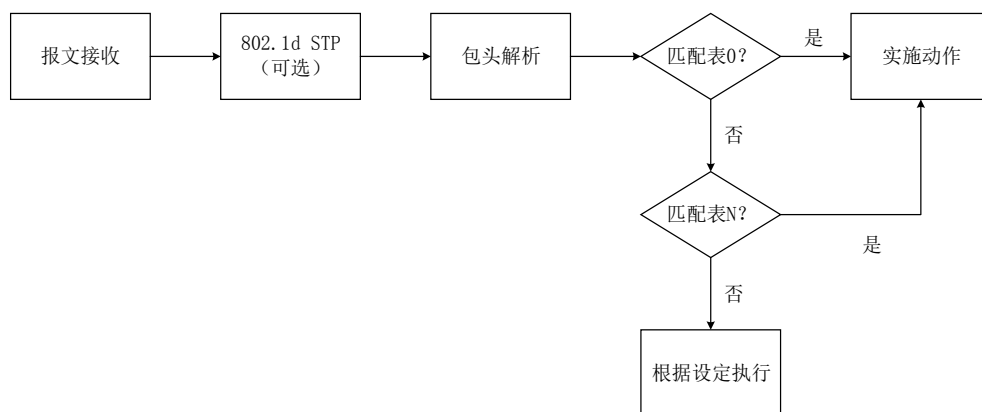 报文接收
802.1d STP
（可选）
包头解析
匹配表0？
是
实施动作
否
匹配表N？
是
否
根据设定执行